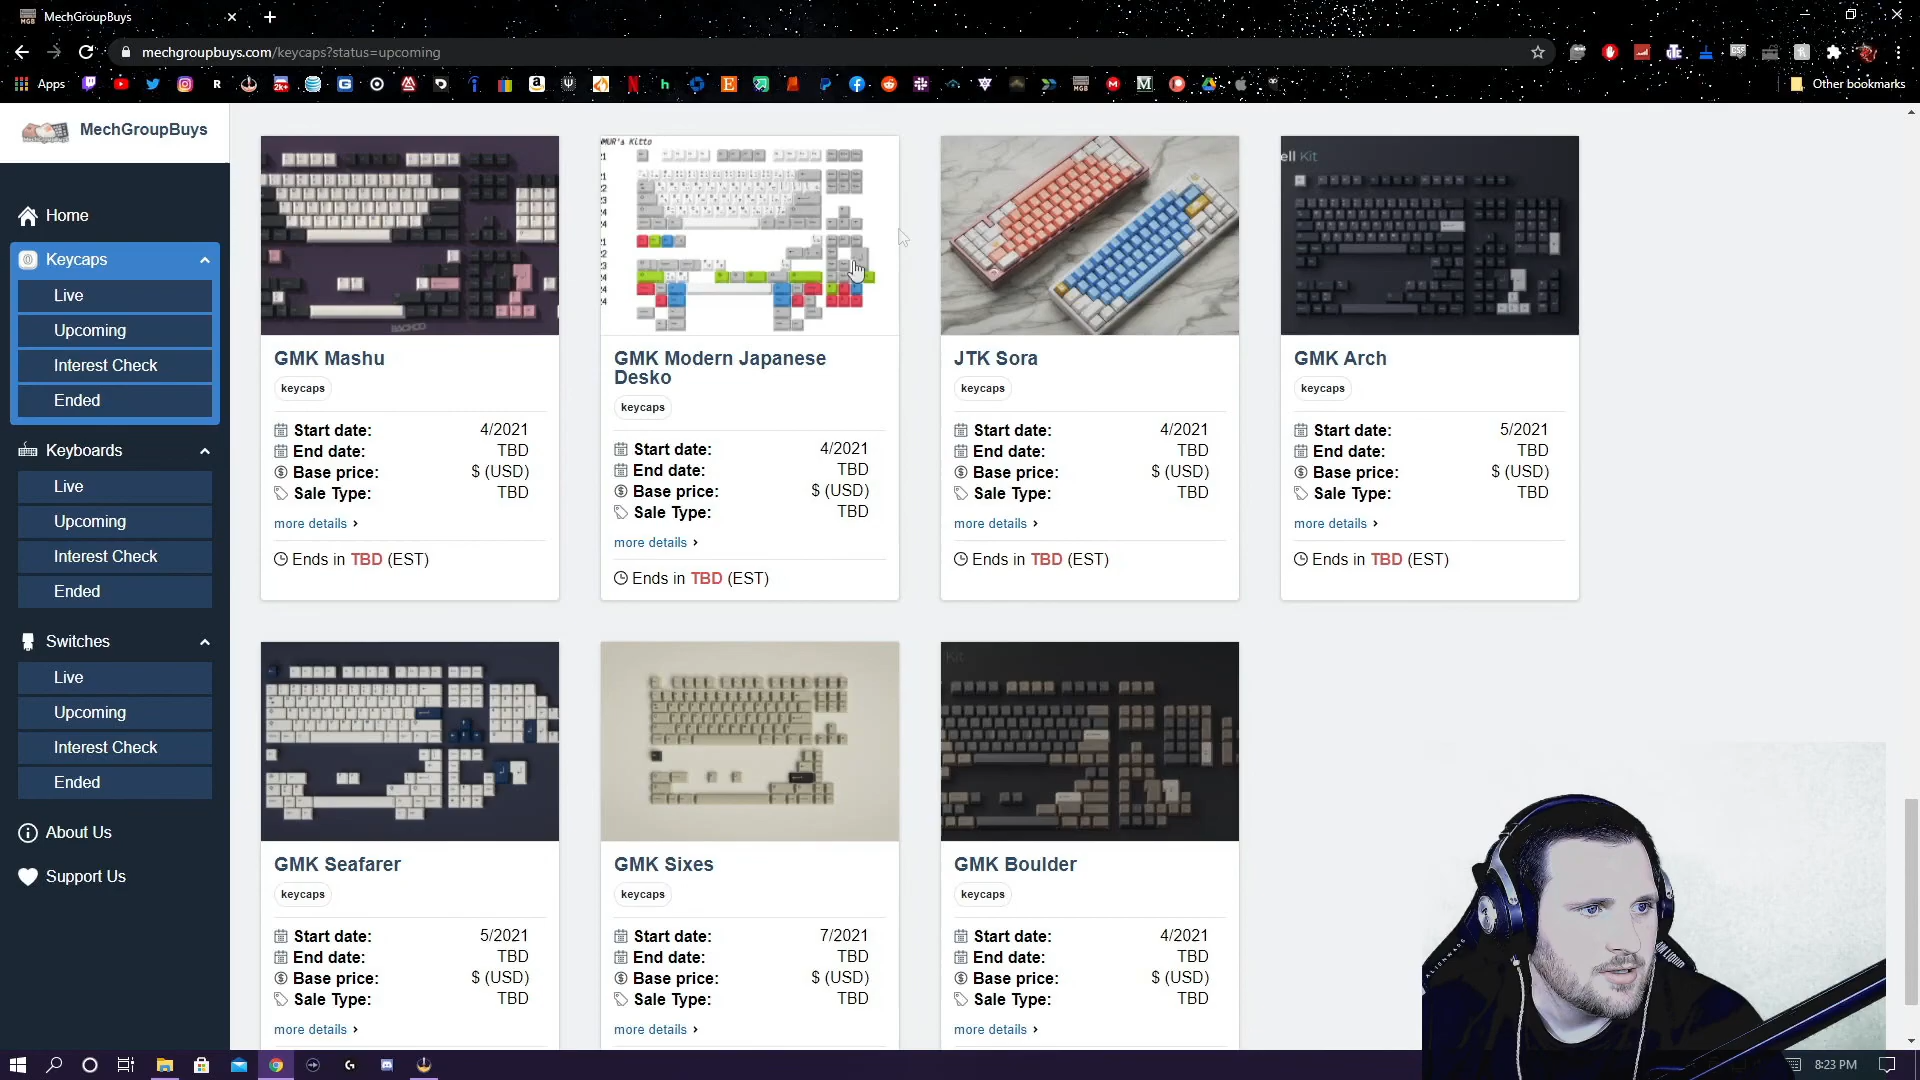 MechGroupBuys
mechgroupbuys.com/keycaps?status=upcoming
Apps
Other bookmarks
MechGroupBuys
Home
Keycaps
Live
Upcoming
Interest Check
Ended
Keyboards
Live
Upcoming
Interest Check
Ended
Switches
Live
Upcoming
Interest Check
Ended
About Us
Support Us
GMK Mashu
keycaps
Start date: 4/2021
End date: TBD
Base price: $ (USD)
Sale Type: TBD
more details ›
Ends in TBD (EST)
GMK Modern Japanese
Desko
keycaps
Start date: 4/2021
End date: TBD
Base price: $ (USD)
Sale Type: TBD
more details ›
Ends in TBD (EST)
JTK Sora
keycaps
Start date: 4/2021
End date: TBD
Base price: $ (USD)
Sale Type: TBD
more details ›
Ends in TBD (EST)
ell Kit
GMK Arch
keycaps
Start date: 5/2021
End date: TBD
Base price: $ (USD)
Sale Type: TBD
more details ›
Ends in TBD (EST)
GMK Seafarer
keycaps
Start date: 5/2021
End date: TBD
Base price: $ (USD)
Sale Type: TBD
more details ›
GMK Sixes
keycaps
Start date: 7/2021
End date: TBD
Base price: $ (USD)
Sale Type: TBD
more details ›
Kit
GMK Boulder
keycaps
Start date: 4/2021
End date: TBD
Base price: $ (USD)
Sale Type: TBD
more details ›
ALIENWARE
8:23 PM